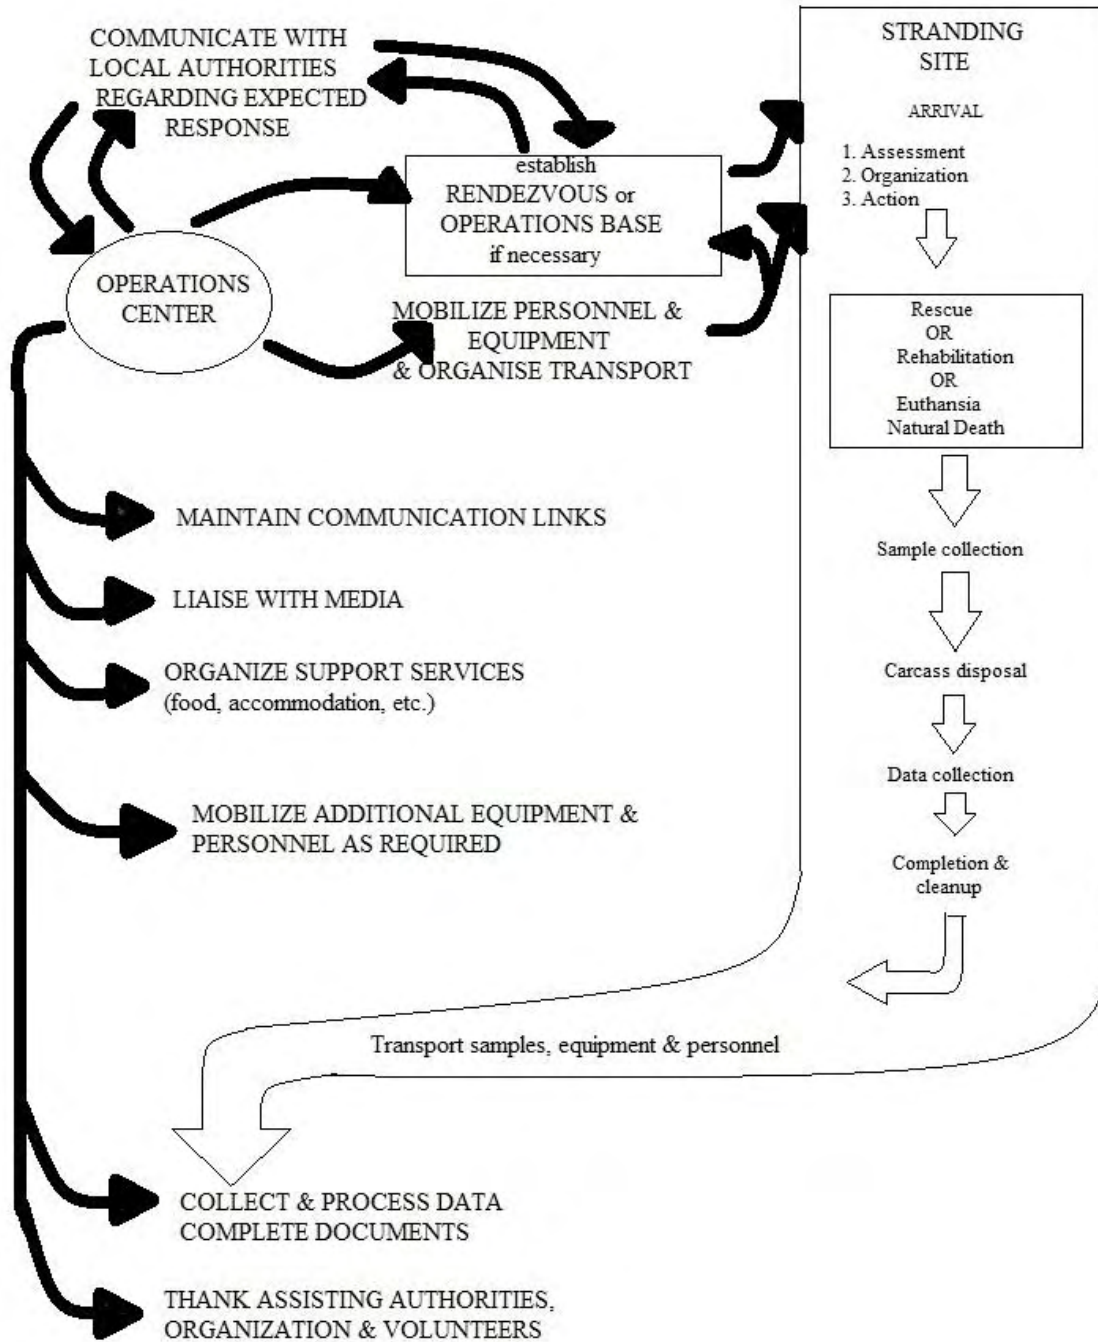 COMMUNICATE WITH
LOCAL AUTHORITIES
REGARDING EXPECTED
RESPONSE
establish
RENDEZVOUS or
OPERATIONS BASE
if necessary
OPERATIONS
CENTER
MOBILIZE PERSONNEL &
EQUIPMENT
& ORGANISE TRANSPORT
STRANDING
SITE
ARRIVAL
1. Assessment
2. Organization
3. Action
Rescue
OR
Rehabilitation
OR
Euthansia
Natural Death
Sample collection
Carcass disposal
Data collection
Completion &
cleanup
MAINTAIN COMMUNICATION LINKS
LIAISE WITH MEDIA
ORGANIZE SUPPORT SERVICES
(food, accommodation, etc.)
MOBILIZE ADDITIONAL EQUIPMENT &
PERSONNEL AS REQUIRED
Transport samples, equipment & personnel
COLLECT & PROCESS DATA
COMPLETE DOCUMENTS
THANK ASSISTING AUTHORITIES,
ORGANIZATION & VOLUNTEERS